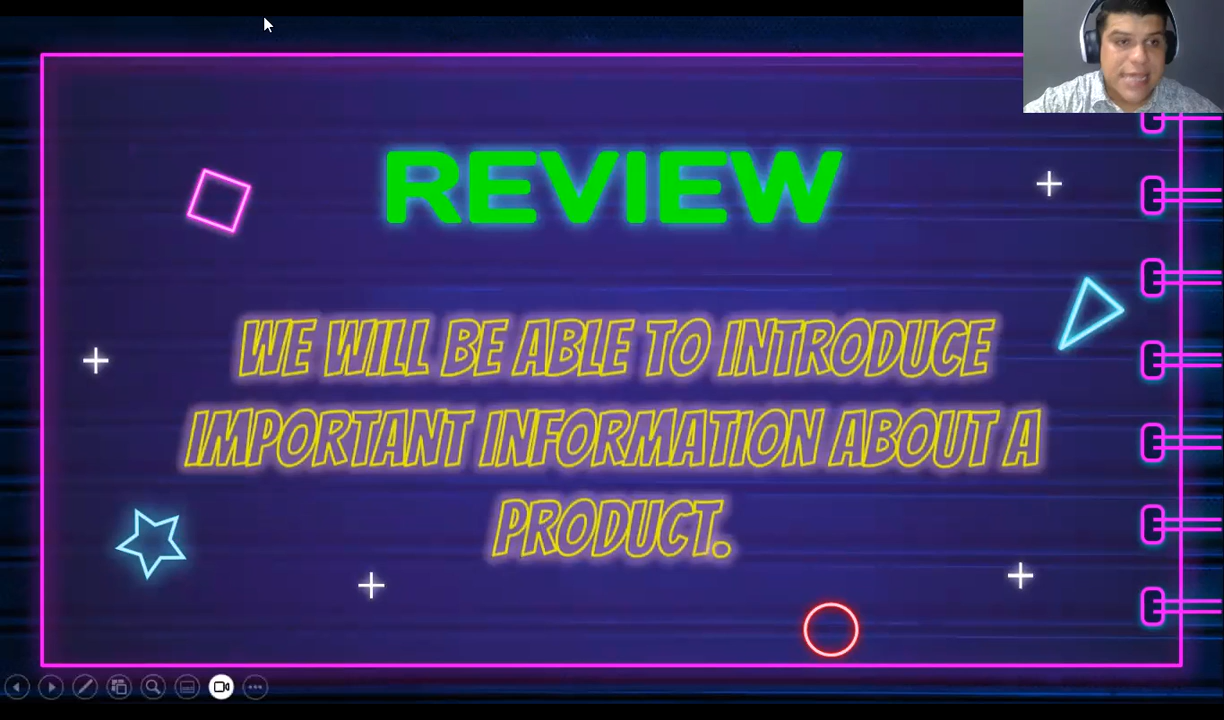 REVIEW
WE WILL BE ABLE TO INTRODUCE
IMPORTANT INFORMATION ABOUT A
PRODUCT.